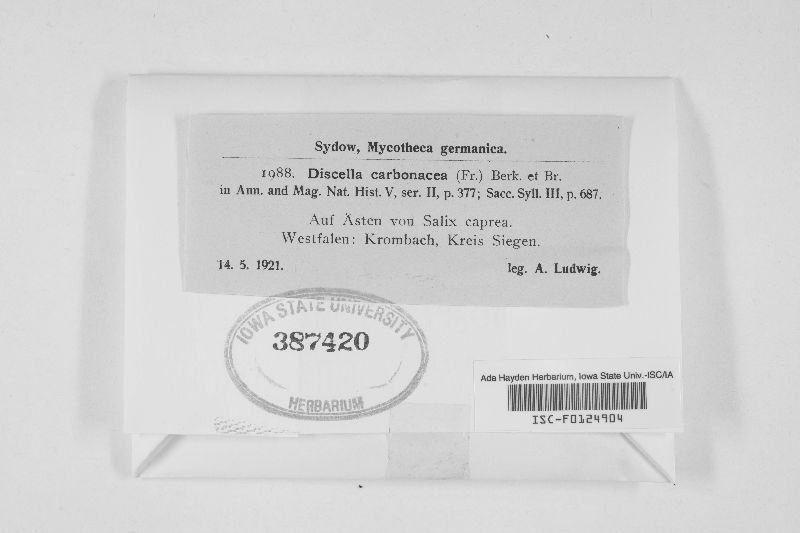 Sydow, Mycotheca germanica.
1988. Discella carbonacea (Fr.) Berk. et Br.
in Ann. and Mag. Nat. Hist. V, ser. II, p. 377; Sacc. Syll. III, p. 687.
Auf Ästen von Salix caprea.
Westfalen: Krombach, Kreis Siegen.
14. 5. 1921. leg. A. Ludwig.
IOWA STATE UNIVERSITY
387420
HERBARIUM
Ada Hayden Herbarium, Iowa State Univ.-ISC/IA
ISC-F0124904